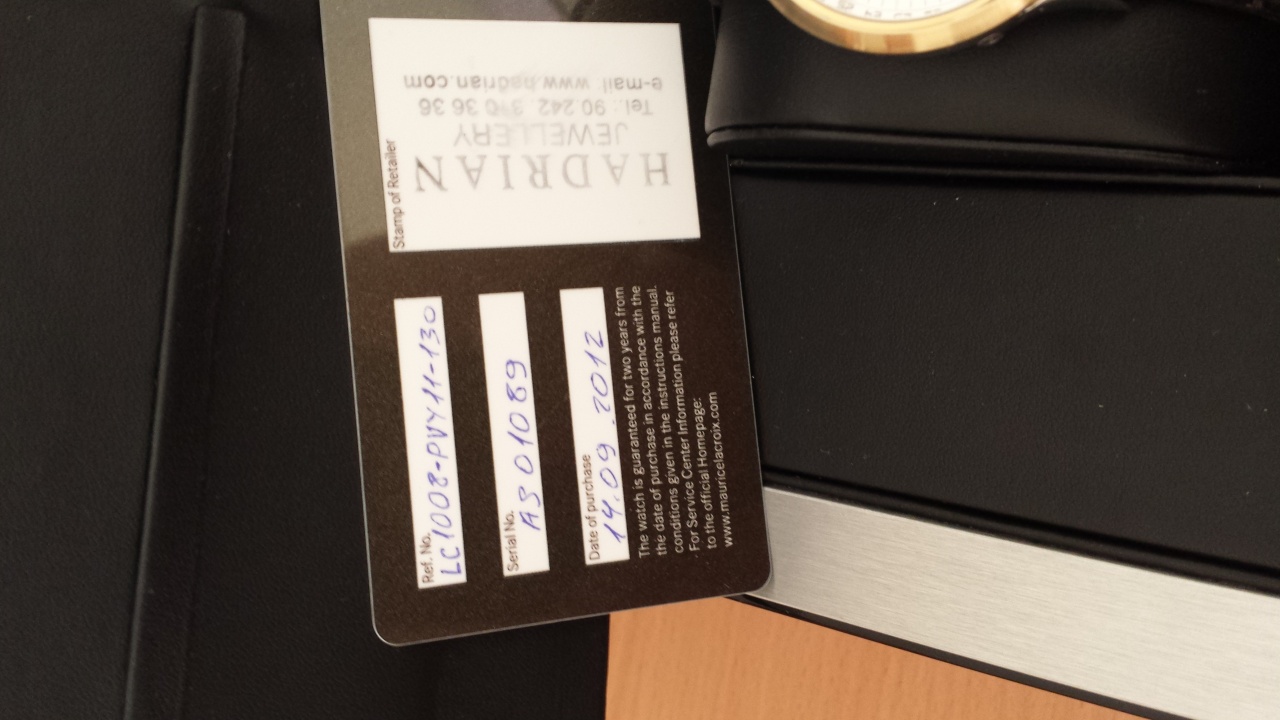 Ref. No.
LC1008-PVY11-130
Serial No.
AS01089
Date of purchase
14.09.2012
The watch is guaranteed for two years from
the date of purchase in accordance with the
conditions given in the instructions manual.
For Service Center Information please refer
to the official Homepage:
www.mauricelacroix.com
Stamp of Retailer
HADRIAN
JEWELLERY
Tel.: 90 242 310 36 36
e-mail: www.hadrian.com